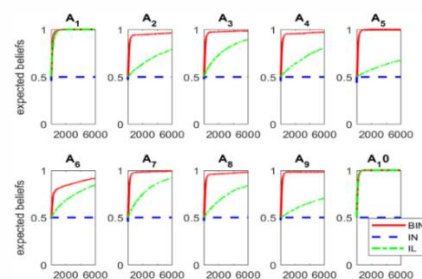 A₁ A₂ A₃ A₄ A₅
expected beliefs
1 1 1 1 1
0.5 0.5 0.5 0.5 0.5
0 0 0 0 0
2000 6000 2000 6000 2000 6000 2000 6000 2000 6000
A₆ A₇ A₈ A₉ A₁0
expected beliefs
1 1 1 1 1
0.5 0.5 0.5 0.5 0.5
0 0 0 0 0
2000 6000 2000 6000 2000 6000 2000 6000
BIN
IN
IL